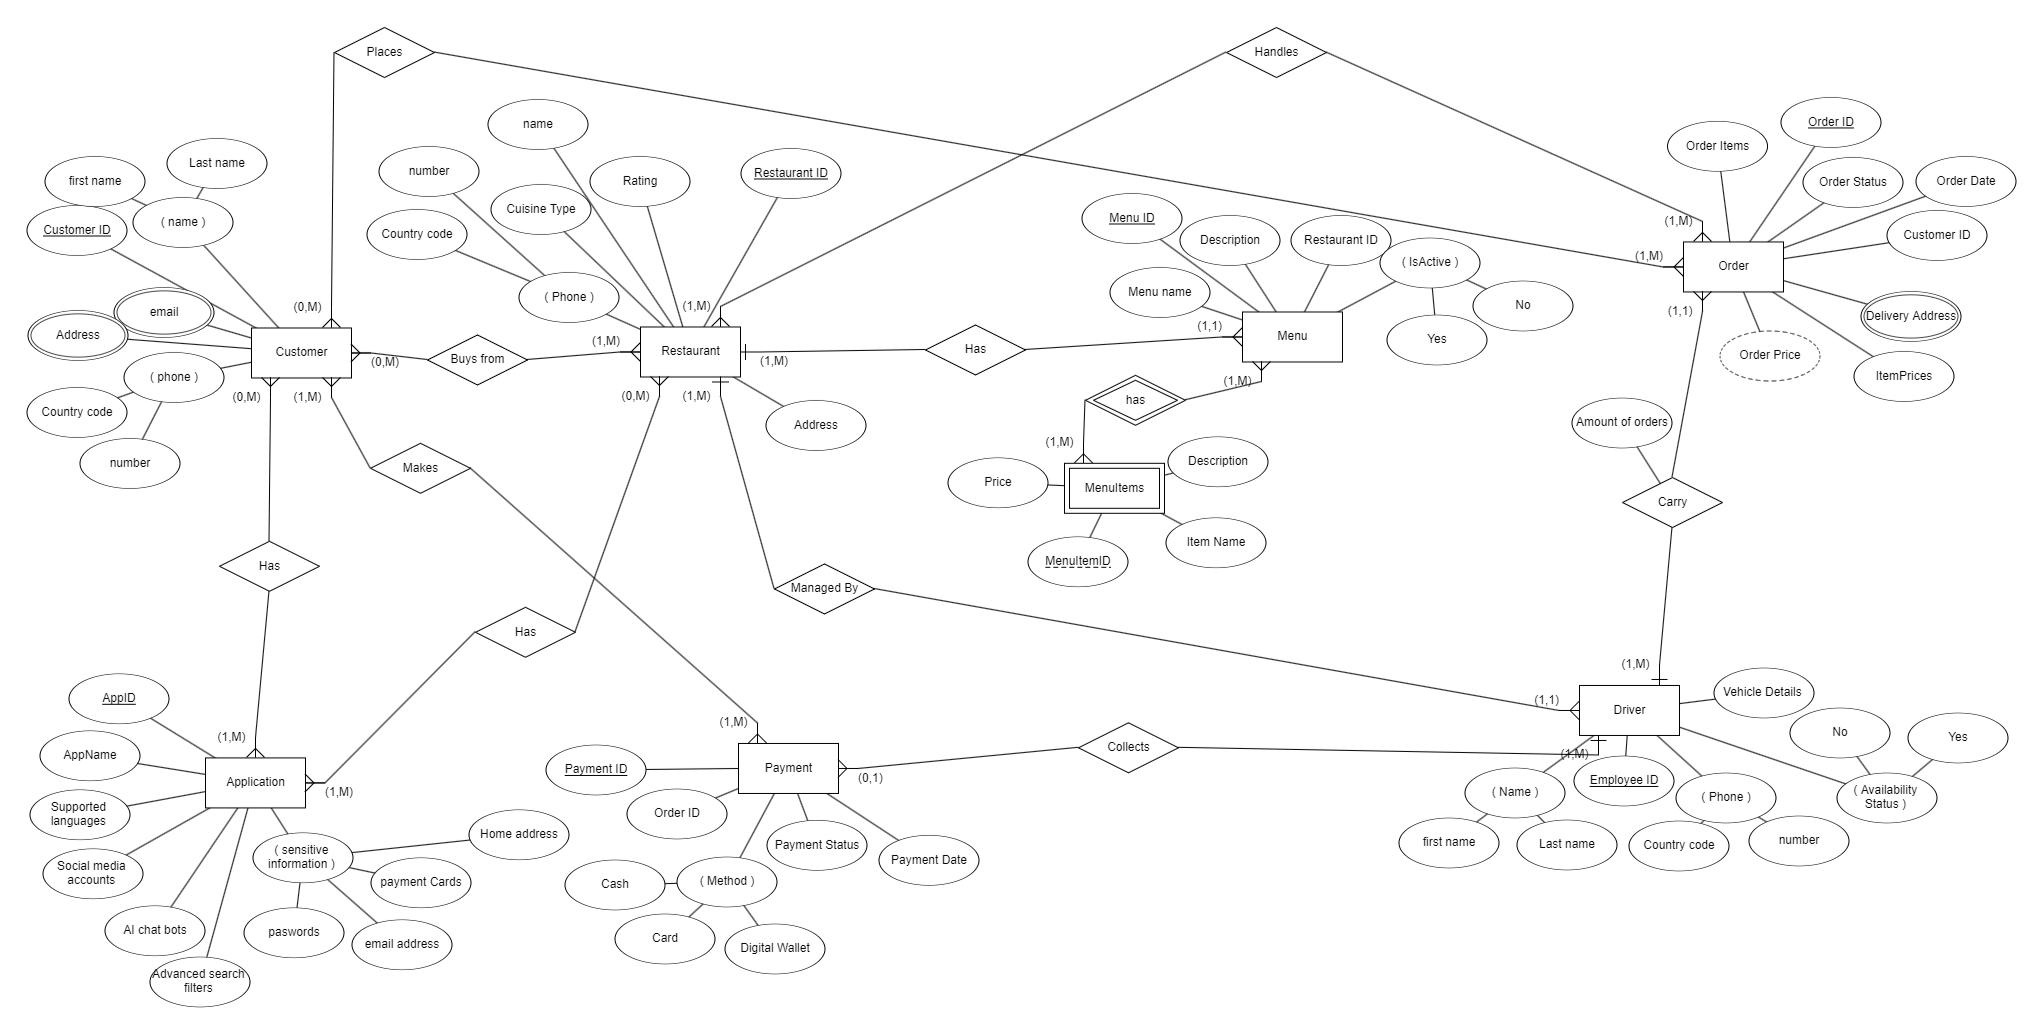 Places
Handles
name
Order ID
Order Items
Last name
number
Rating
Restaurant ID
Order Status
Order Date
first name
Cuisine Type
Menu ID
( name )
Customer ID
Country code
Description
Restaurant ID
(1,M)
Customer ID
( IsActive )
(1,M)
Order
( Phone )
Menu name
No
(0,M)
(1,M)
email
(1,1)
Delivery Address
Address
(1,1)
Yes
Customer
Buys from
(1,M)
Restaurant
Has
Menu
Order Price
(0,M)
(1,M)
( phone )
(1,M)
ItemPrices
(0,M)
(1,M)
(0,M)
(1,M)
has
Country code
Address
Amount of orders
number
Makes
(1,M)
Description
Price
MenuItems
Carry
Item Name
MenuItemID
Has
Managed By
Has
(1,M)
AppID
(1,1)
Driver
Vehicle Details
(1,M)
(1,M)
No
Yes
AppName
Application
(1,M)
Payment ID
Payment
(0,1)
Collects
(1,M)
Employee ID
( Name )
( Phone )
( Availability
Status )
Supported
languages
Order ID
Home address
first name
Last name
Country code
number
( sensitive
information )
Payment Status
Payment Date
Social media
accounts
payment Cards
Cash
( Method )
AI chat bots
paswords
email address
Card
Digital Wallet
Advanced search
filters